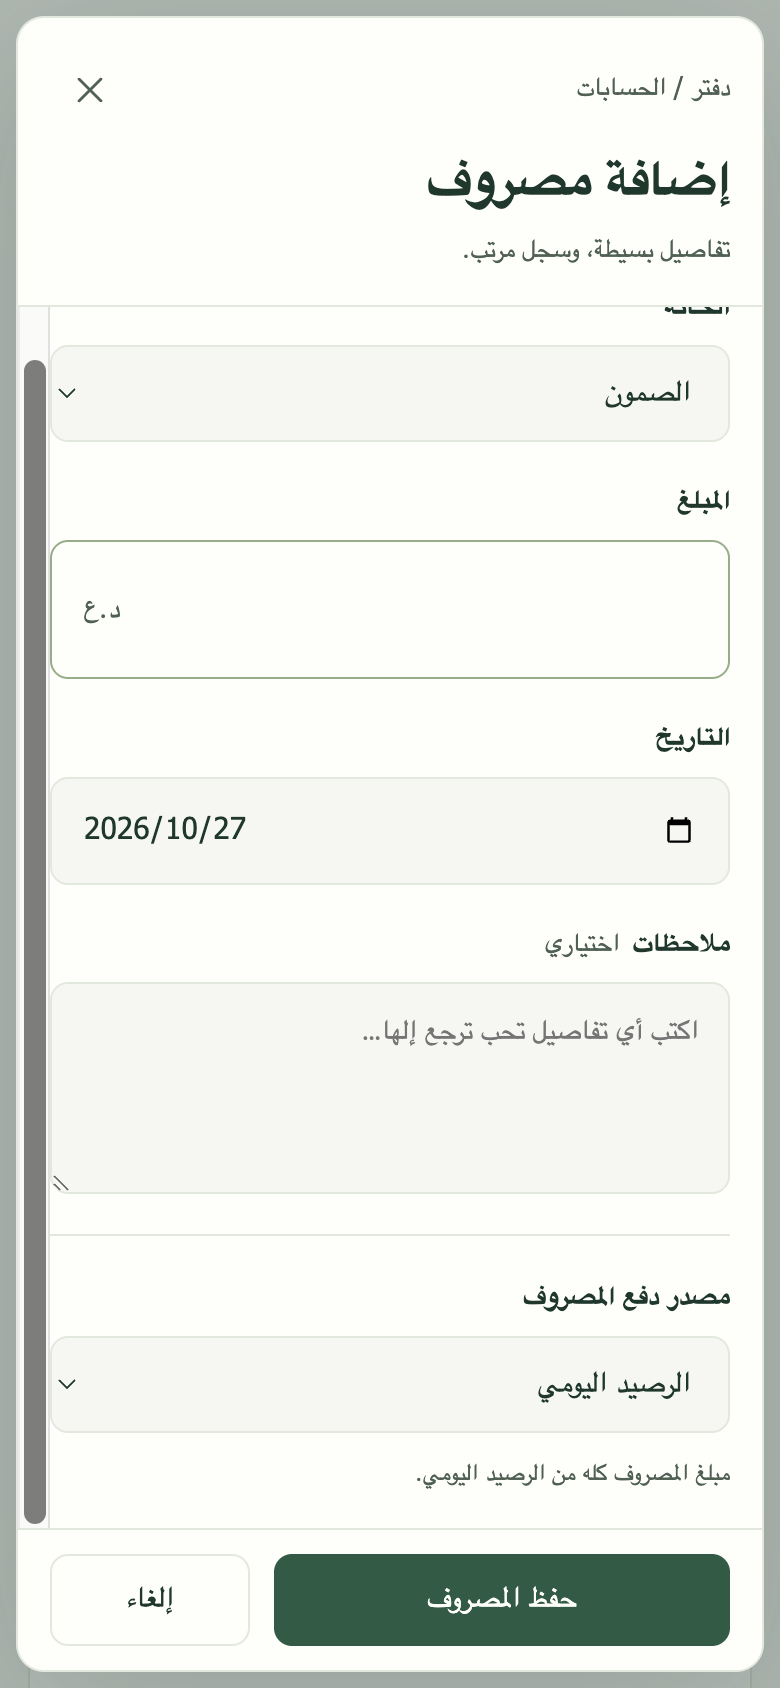 دفتر / الحسابات
إضافة مصروف
تفاصيل بسيطة، وسجل مرتب.
الصمون
المبلغ
د.ع
التاريخ
2026/10/27
ملاحظات اختياري
اكتب أي تفاصيل تحب ترجع إلها...
مصدر دفع المصروف
الرصيد اليومي
مبلغ المصروف كله من الرصيد اليومي.
حفظ المصروف
إلغاء